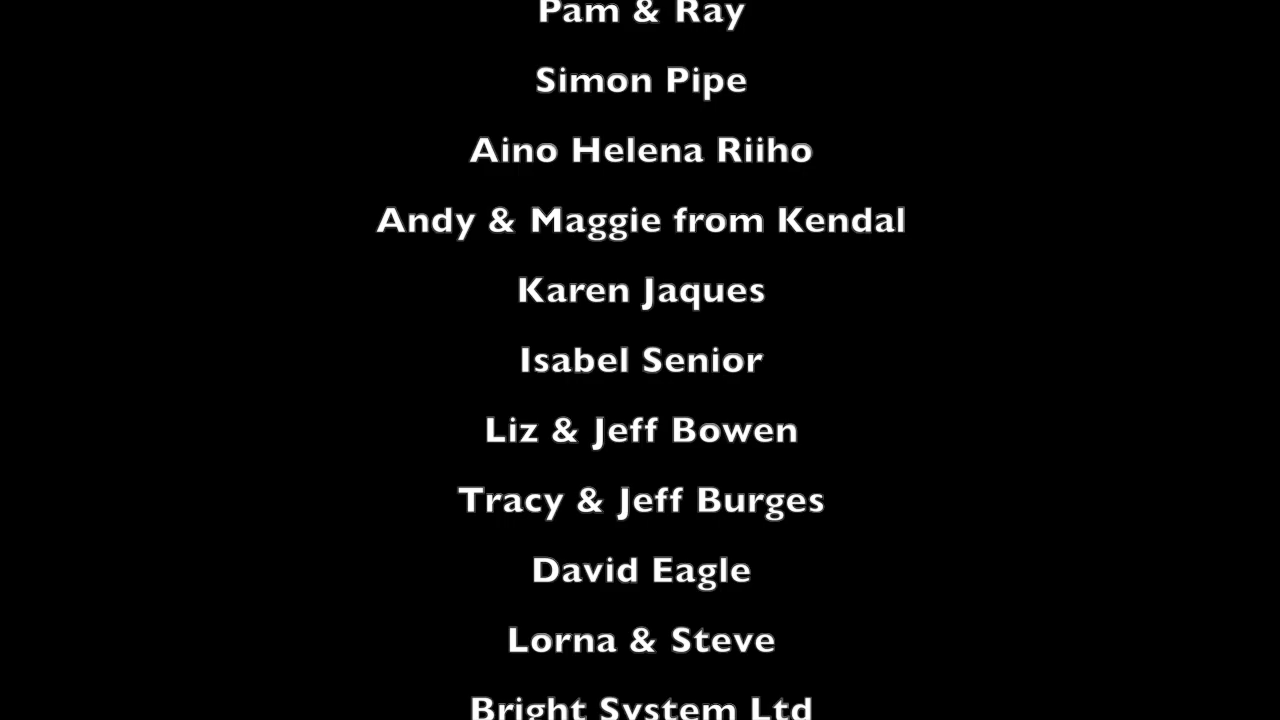 Pam & Ray
Simon Pipe
Aino Helena Riiho
Andy & Maggie from Kendal
Karen Jaques
Isabel Senior
Liz & Jeff Bowen
Tracy & Jeff Burges
David Eagle
Lorna & Steve
Bright System Ltd